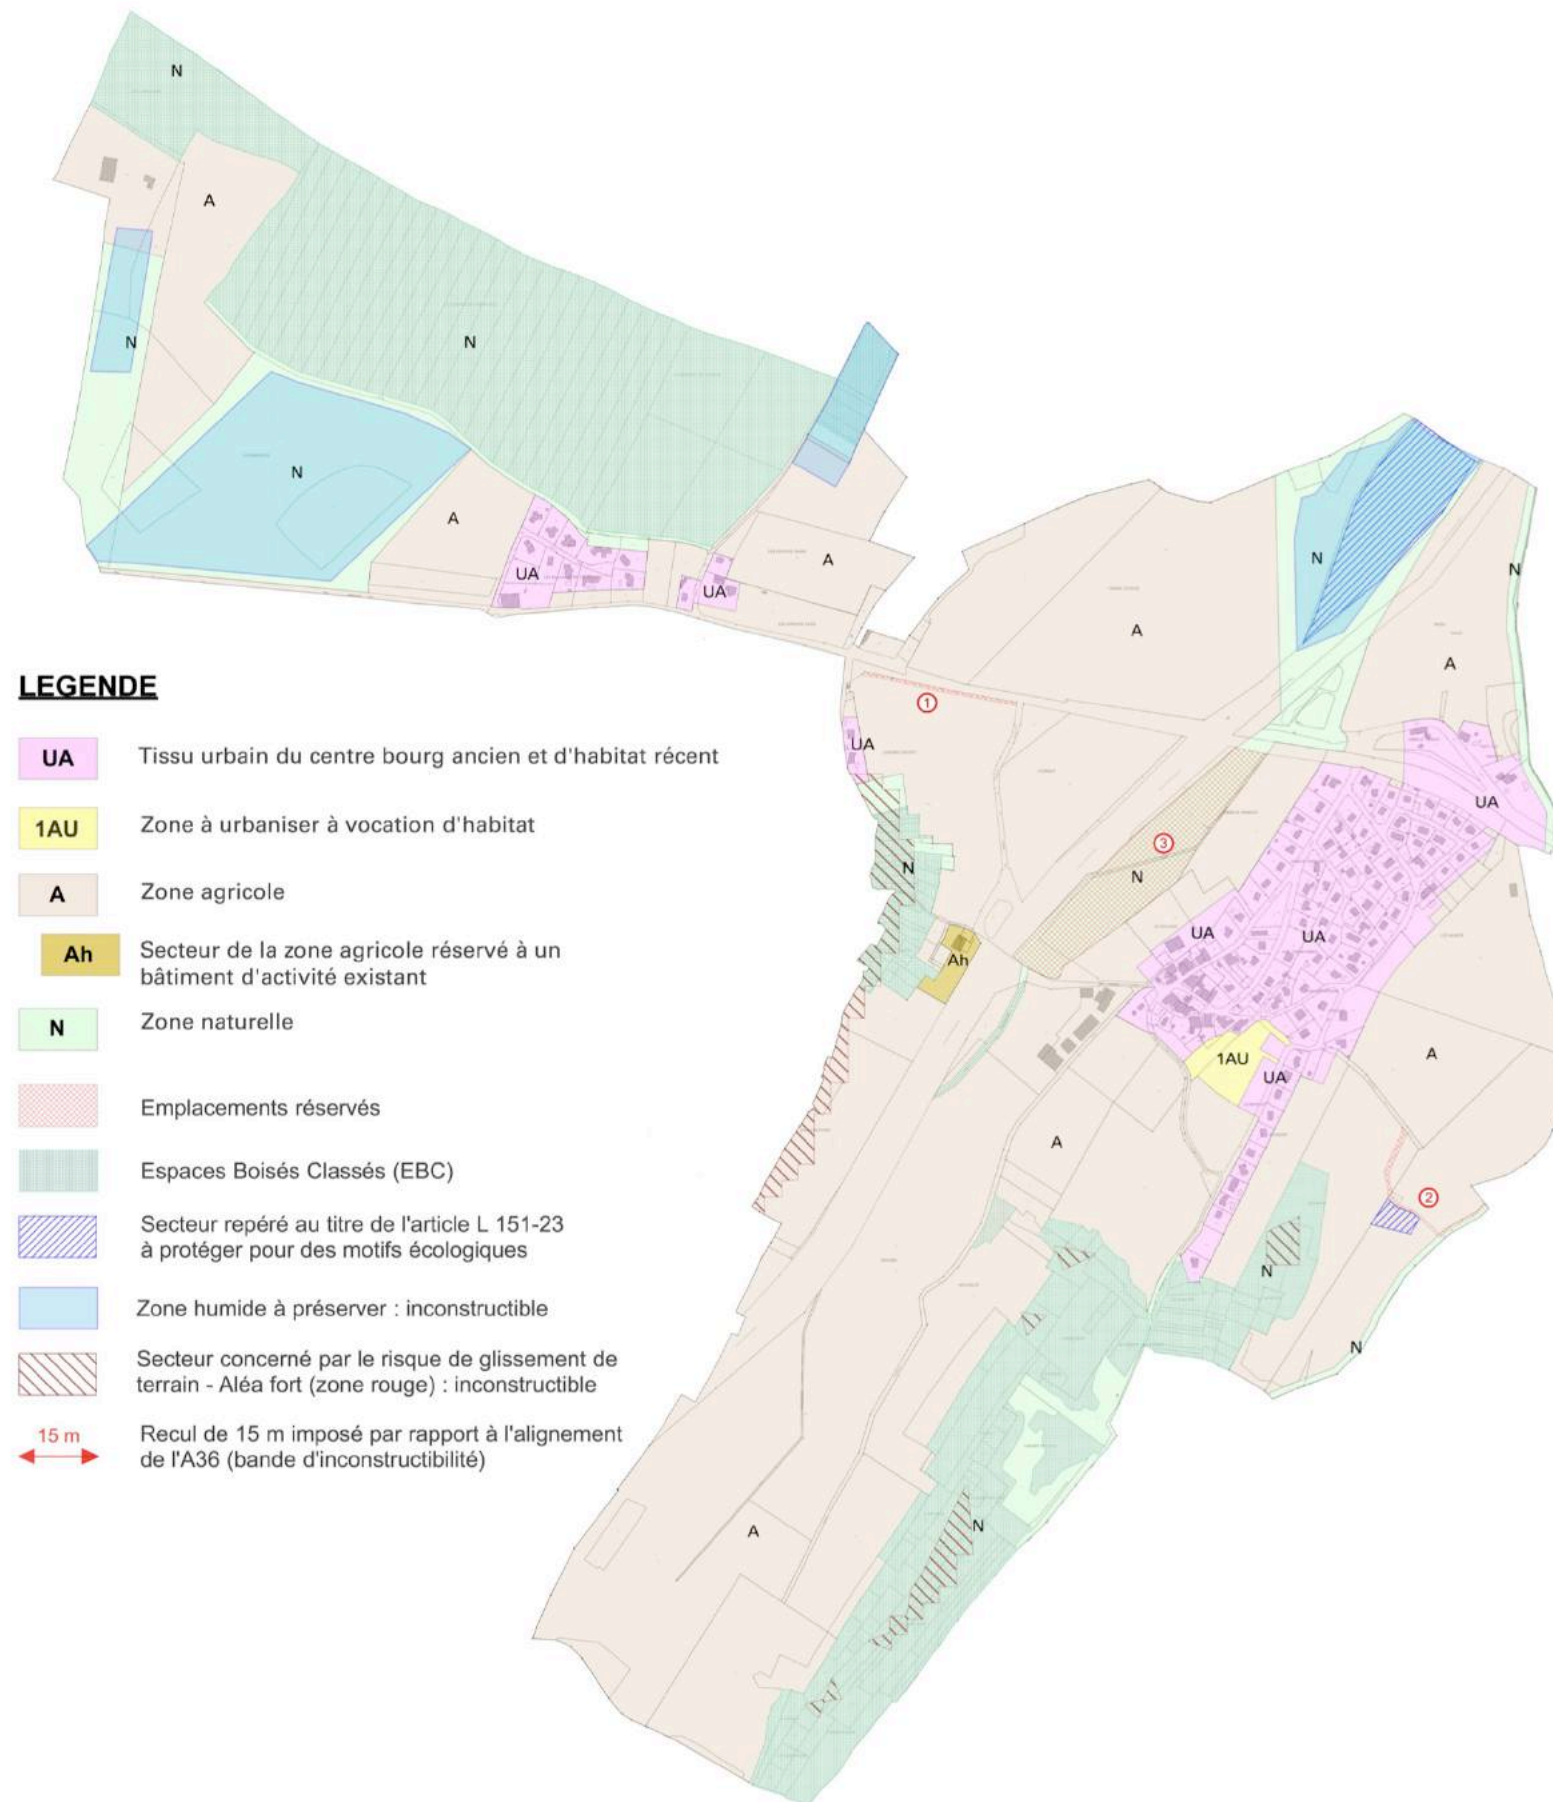 N
A
N
N
N
A
UA
UA
A
A
N
N
A
LEGENDE
UA Tissu urbain du centre bourg ancien et d'habitat récent
1AU Zone à urbaniser à vocation d'habitat
A Zone agricole
Ah Secteur de la zone agricole réservé à un
bâtiment d'activité existant
N Zone naturelle
Emplacements réservés
Espaces Boisés Classés (EBC)
Secteur repéré au titre de l'article L 151-23
à protéger pour des motifs écologiques
Zone humide à préserver : inconstructible
Secteur concerné par le risque de glissement de
terrain - Aléa fort (zone rouge) : inconstructible
15 m Recul de 15 m imposé par rapport à l'alignement
de l'A36 (bande d'inconstructibilité)
1
UA
UA
3
N
N
UA
UA
Ah
1AU
A
UA
A
2
N
N
N
A